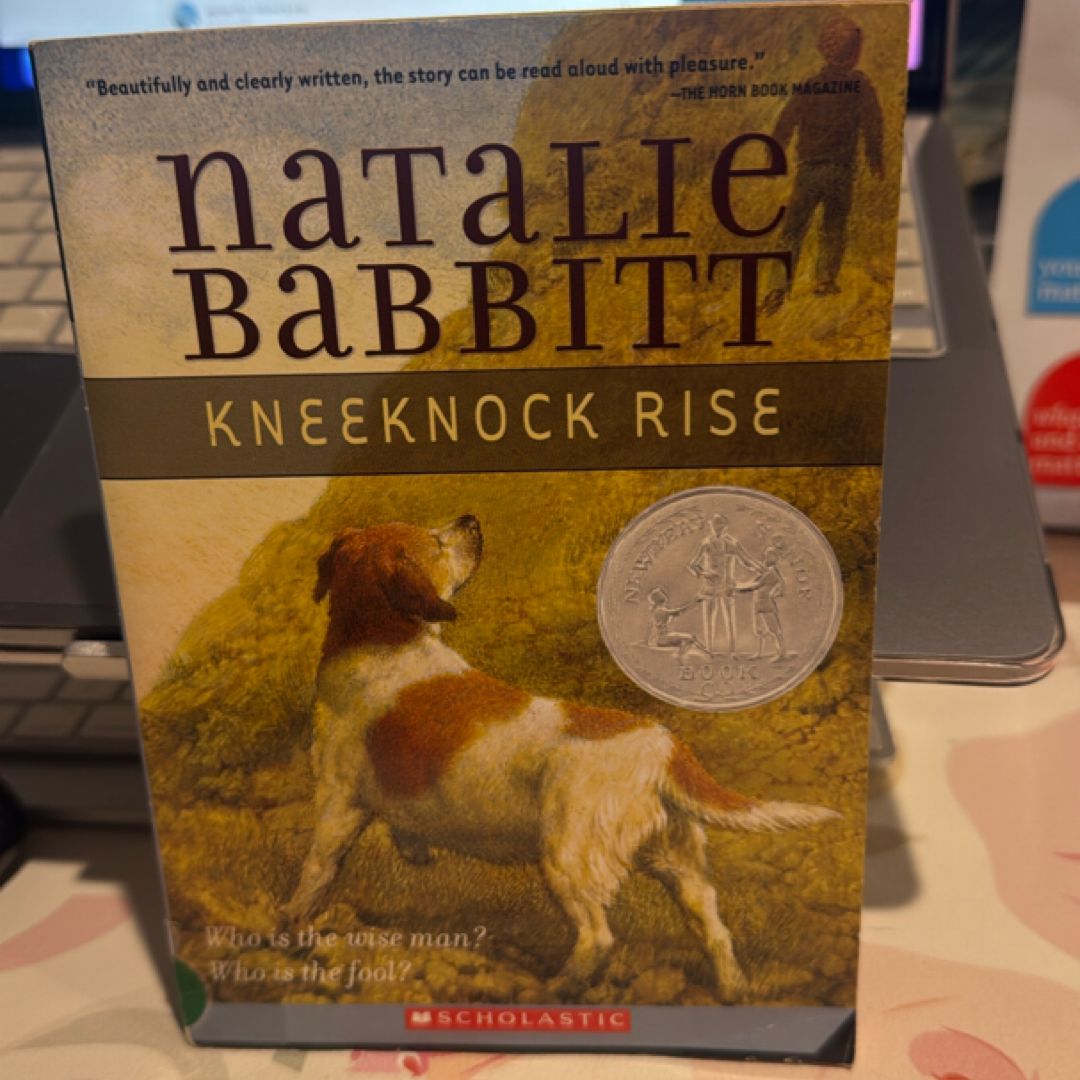 “Beautifully and clearly written, the story can be read aloud with pleasure.”
—THE HORN BOOK MAGAZINE
NaTaLIe
BaBBITT
KNEEKNOCK RISE
NEWBERY HONOR
BOOK
Who is the wise man?
Who is the fool?
SCHOLASTIC